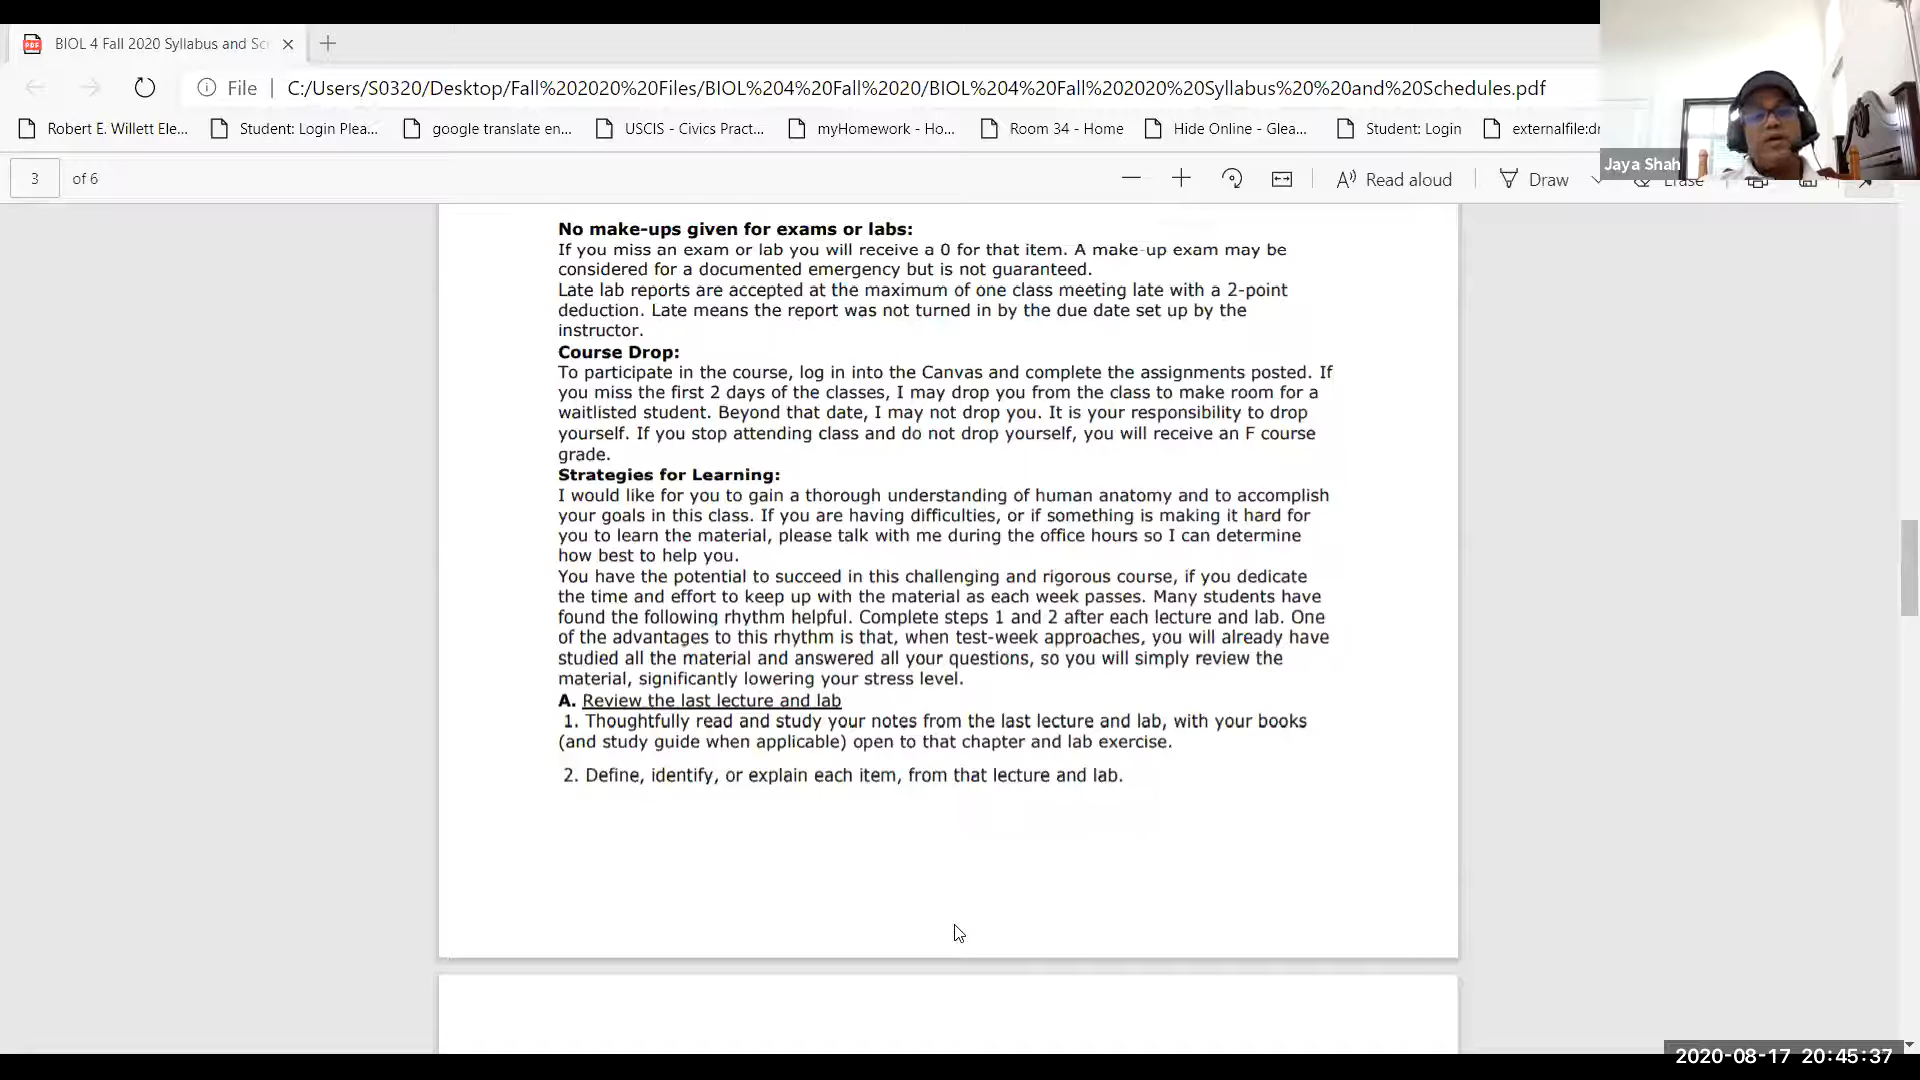 BIOL 4 Fall 2020 Syllabus and Sc
File
C:/Users/S0320/Desktop/Fall%202020%20Files/BIOL%204%20Fall%2020/BIOL%204%20Fall%202020%20Syllabus%20%20and%20Schedules.pdf
Robert E. Willett Ele...
Student: Login Plea...
google translate en...
USCIS - Civics Pract...
myHomework - Ho...
Room 34 - Home
Hide Online - Glea...
Student: Login
externalfile:dr
Jaya Shah
3 of 6
Read aloud
Draw
Erase
No make-ups given for exams or labs:
If you miss an exam or lab you will receive a 0 for that item. A make-up exam may be
considered for a documented emergency but is not guaranteed.
Late lab reports are accepted at the maximum of one class meeting late with a 2-point
deduction. Late means the report was not turned in by the due date set up by the
instructor.
Course Drop:
To participate in the course, log in into the Canvas and complete the assignments posted. If
you miss the first 2 days of the classes, I may drop you from the class to make room for a
waitlisted student. Beyond that date, I may not drop you. It is your responsibility to drop
yourself. If you stop attending class and do not drop yourself, you will receive an F course
grade.
Strategies for Learning:
I would like for you to gain a thorough understanding of human anatomy and to accomplish
your goals in this class. If you are having difficulties, or if something is making it hard for
you to learn the material, please talk with me during the office hours so I can determine
how best to help you.
You have the potential to succeed in this challenging and rigorous course, if you dedicate
the time and effort to keep up with the material as each week passes. Many students have
found the following rhythm helpful. Complete steps 1 and 2 after each lecture and lab. One
of the advantages to this rhythm is that, when test-week approaches, you will already have
studied all the material and answered all your questions, so you will simply review the
material, significantly lowering your stress level.
A. Review the last lecture and lab
1. Thoughtfully read and study your notes from the last lecture and lab, with your books
(and study guide when applicable) open to that chapter and lab exercise.
2. Define, identify, or explain each item, from that lecture and lab.
2020-08-17 20:45:37